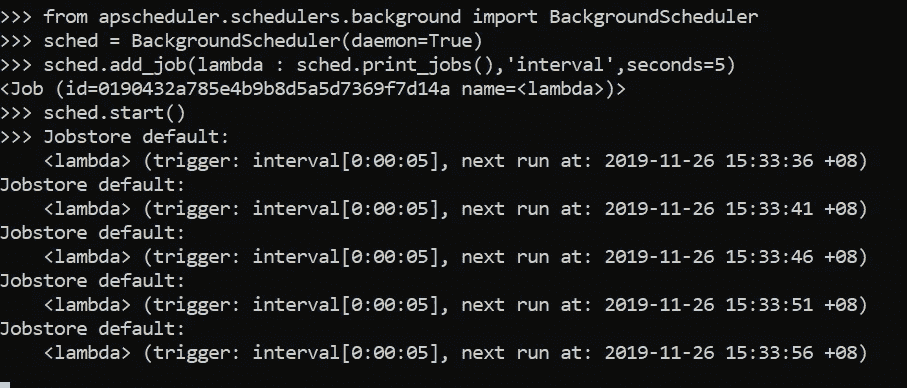 >>> from apscheduler.schedulers.background import BackgroundScheduler
>>> sched = BackgroundScheduler(daemon=True)
>>> sched.add_job(lambda : sched.print_jobs(),'interval',seconds=5)
<Job (id=0190432a785e4b9b8d5a5d7369f7d14a name=<lambda>)>
>>> sched.start()
>>> Jobstore default:
    <lambda> (trigger: interval[0:00:05], next run at: 2019-11-26 15:33:36 +08)
Jobstore default:
    <lambda> (trigger: interval[0:00:05], next run at: 2019-11-26 15:33:41 +08)
Jobstore default:
    <lambda> (trigger: interval[0:00:05], next run at: 2019-11-26 15:33:46 +08)
Jobstore default:
    <lambda> (trigger: interval[0:00:05], next run at: 2019-11-26 15:33:51 +08)
Jobstore default:
    <lambda> (trigger: interval[0:00:05], next run at: 2019-11-26 15:33:56 +08)